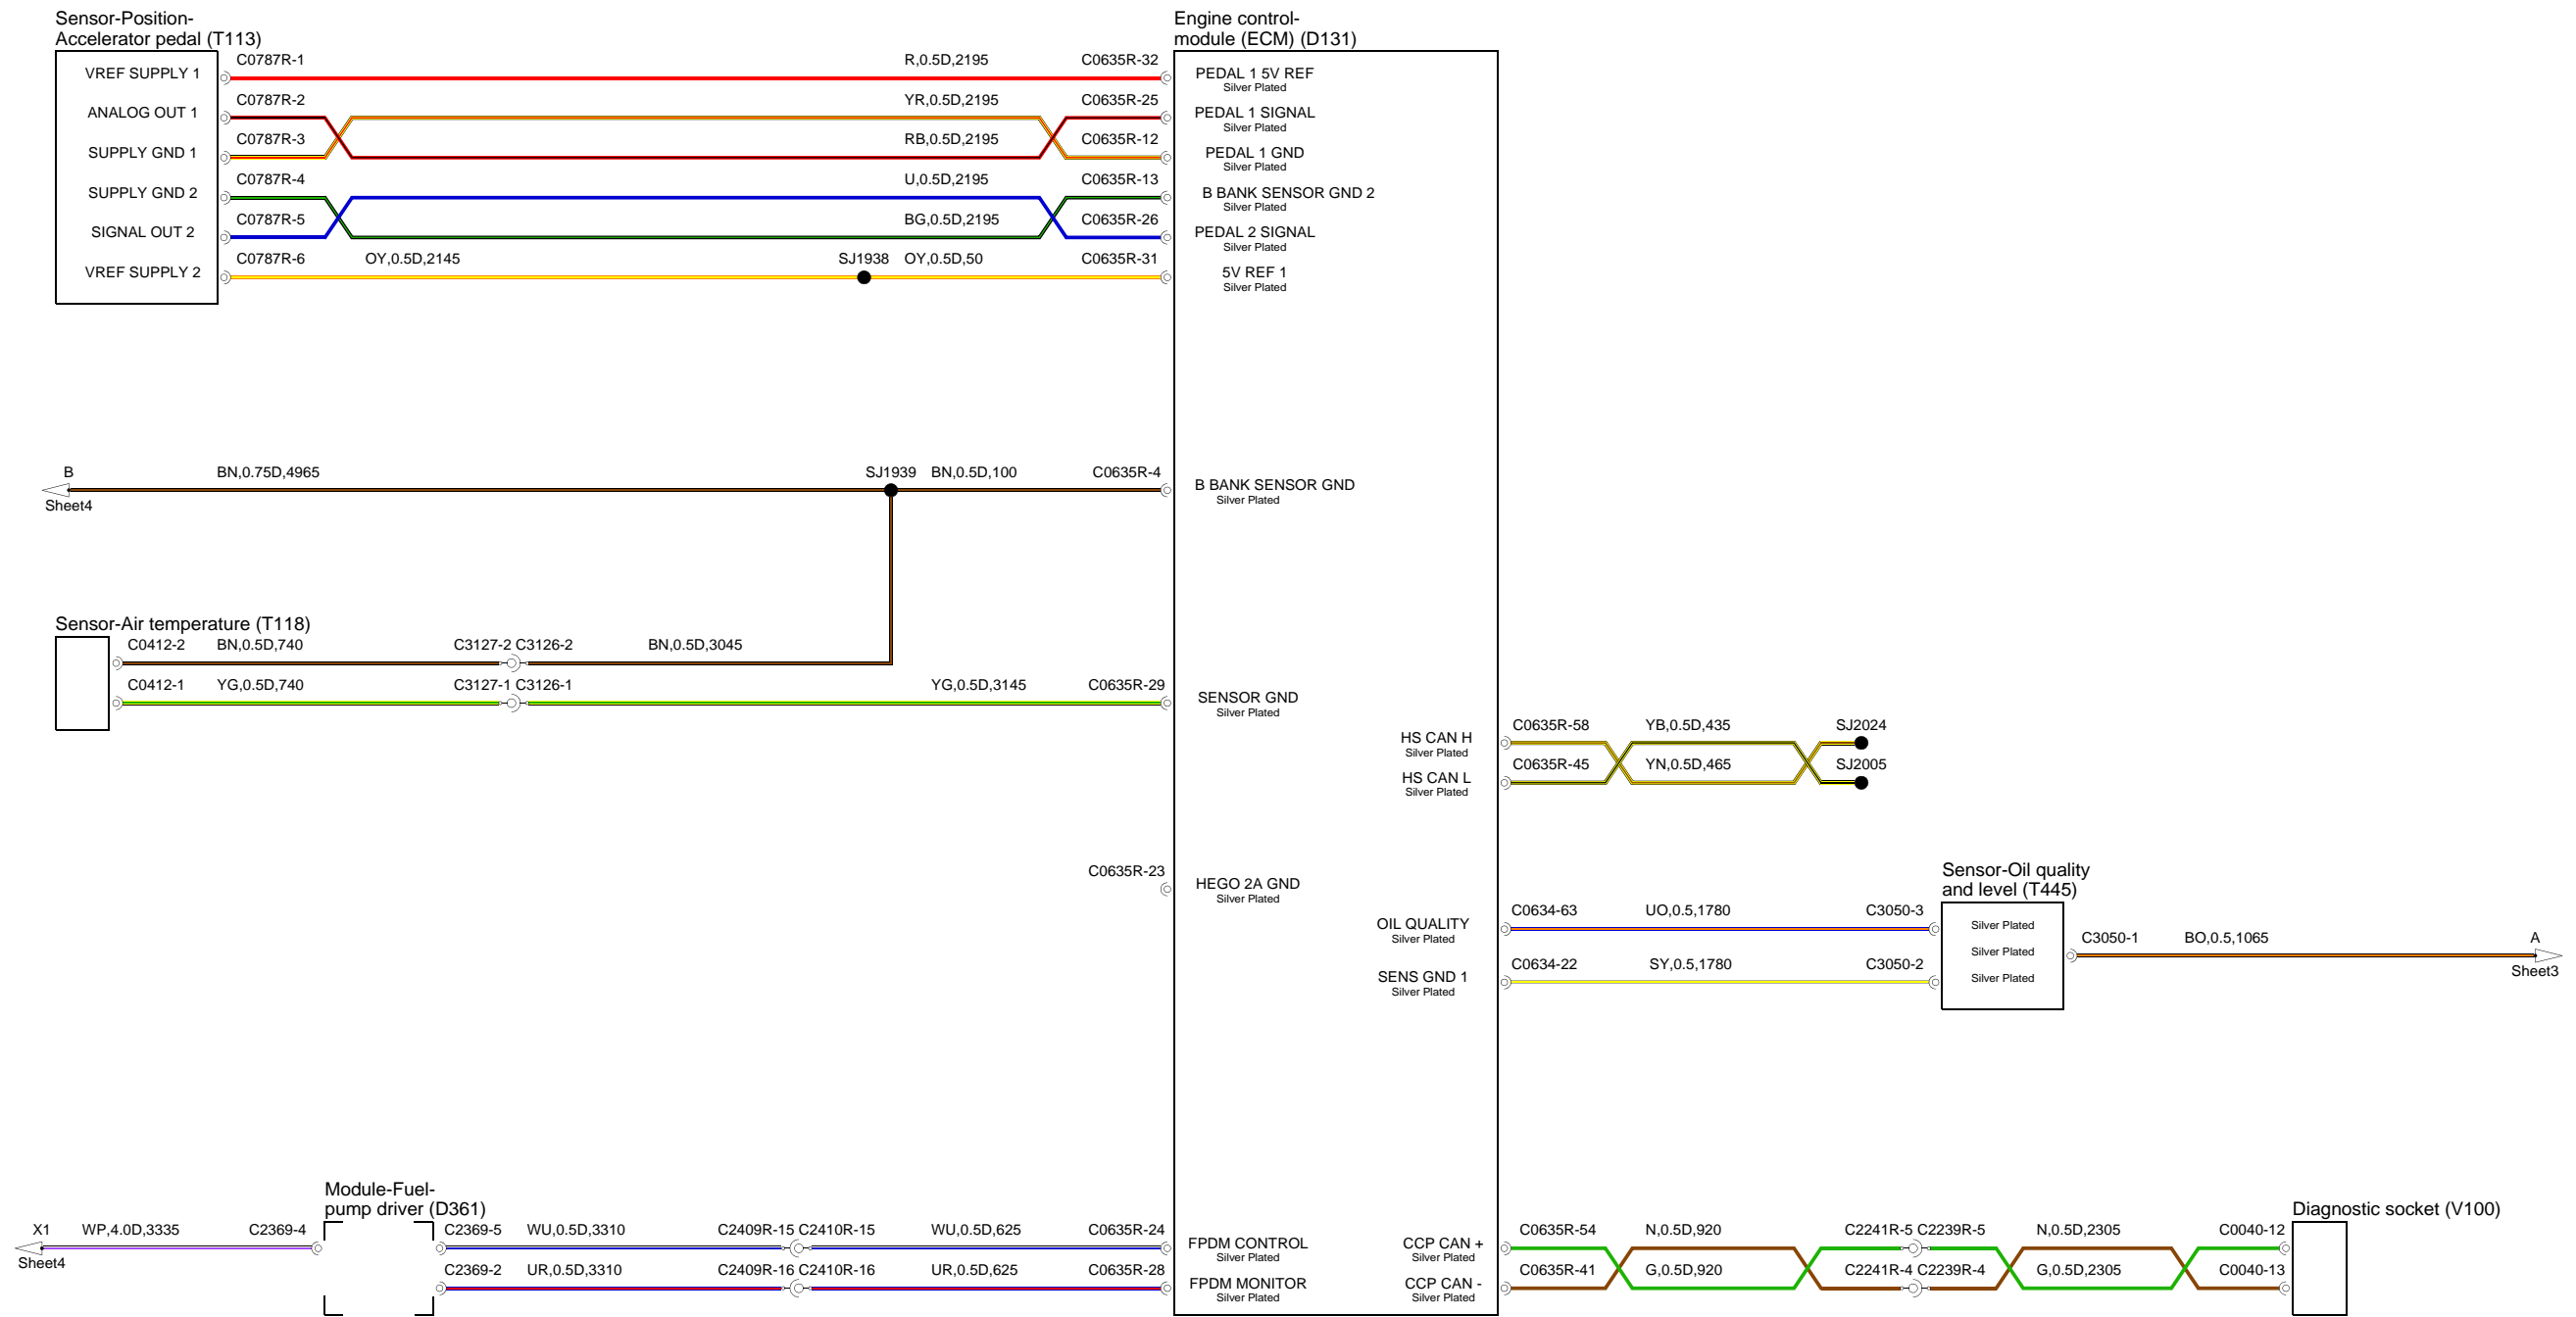 Sensor-Position-
Accelerator pedal (T113)
Engine control-
module (ECM) (D131)
VREF SUPPLY 1
C0787R-1
R,0.5D,2195
C0635R-32
PEDAL 1 5V REF
Silver Plated
ANALOG OUT 1
C0787R-2
YR,0.5D,2195
C0635R-25
PEDAL 1 SIGNAL
Silver Plated
SUPPLY GND 1
C0787R-3
RB,0.5D,2195
C0635R-12
PEDAL 1 GND
Silver Plated
SUPPLY GND 2
C0787R-4
U,0.5D,2195
C0635R-13
B BANK SENSOR GND 2
Silver Plated
SIGNAL OUT 2
C0787R-5
BG,0.5D,2195
C0635R-26
PEDAL 2 SIGNAL
Silver Plated
VREF SUPPLY 2
C0787R-6
OY,0.5D,2145
SJ1938
OY,0.5D,50
C0635R-31
5V REF 1
Silver Plated
B
Sheet4
BN,0.75D,4965
SJ1939
BN,0.5D,100
C0635R-4
B BANK SENSOR GND
Silver Plated
Sensor-Air temperature (T118)
C0412-2
BN,0.5D,740
C3127-2 C3126-2
BN,0.5D,3045
C0412-1
YG,0.5D,740
C3127-1 C3126-1
YG,0.5D,3145
C0635R-29
SENSOR GND
Silver Plated
HS CAN H
Silver Plated
C0635R-58
YB,0.5D,435
SJ2024
HS CAN L
Silver Plated
C0635R-45
YN,0.5D,465
SJ2005
C0635R-23
HEGO 2A GND
Silver Plated
Sensor-Oil quality
and level (T445)
OIL QUALITY
Silver Plated
C0634-63
UO,0.5,1780
C3050-3
Silver Plated
Silver Plated
Silver Plated
C3050-1
BO,0.5,1065
A
Sheet3
SENS GND 1
Silver Plated
C0634-22
SY,0.5,1780
C3050-2
Module-Fuel-
pump driver (D361)
X1
Sheet4
WP,4.0D,3335
C2369-4
C2369-5
WU,0.5D,3310
C2409R-15 C2410R-15
WU,0.5D,625
C0635R-24
FPDM CONTROL
Silver Plated
C2369-2
UR,0.5D,3310
C2409R-16 C2410R-16
UR,0.5D,625
C0635R-28
FPDM MONITOR
Silver Plated
Diagnostic socket (V100)
CCP CAN +
Silver Plated
C0635R-54
N,0.5D,920
C2241R-5 C2239R-5
N,0.5D,2305
C0040-12
CCP CAN -
Silver Plated
C0635R-41
G,0.5D,920
C2241R-4 C2239R-4
G,0.5D,2305
C0040-13